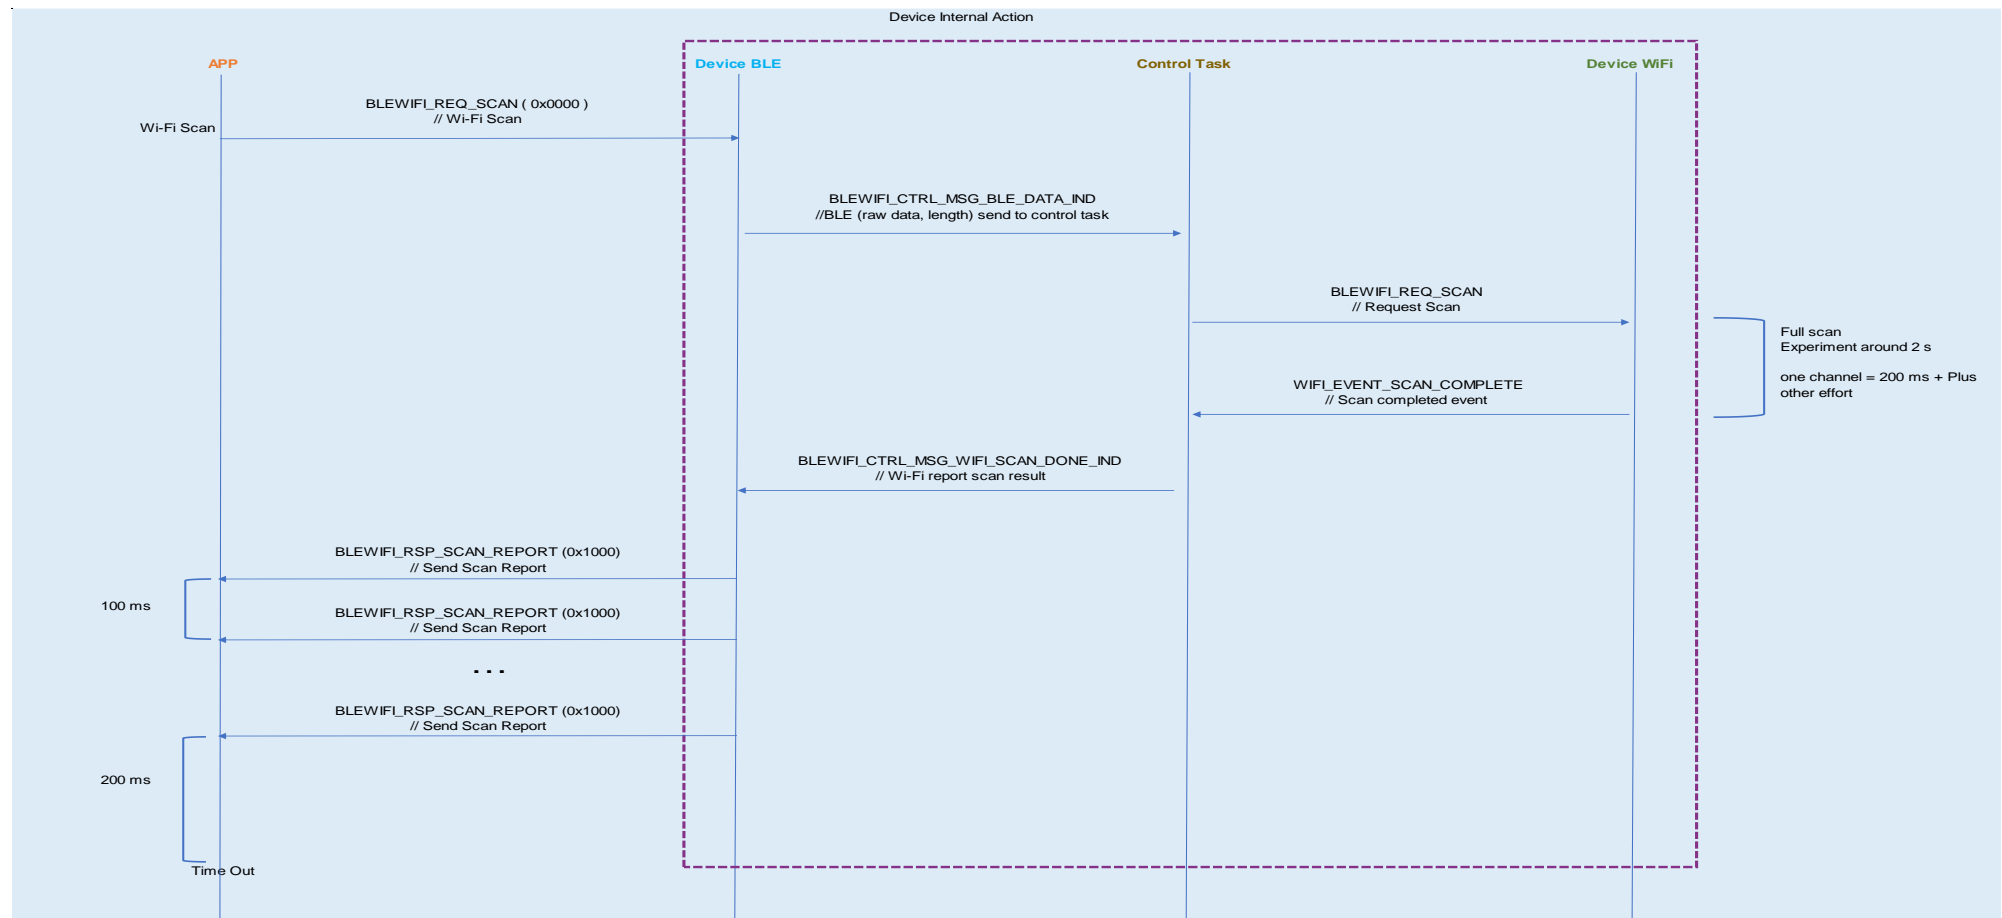 Device Internal Action
APP
Device BLE
Control Task
Device WiFi
BLEWIFI_REQ_SCAN ( 0x0000 )
// Wi-Fi Scan
Wi-Fi Scan
BLEWIFI_CTRL_MSG_BLE_DATA_IND
//BLE (raw data, length) send to control task
BLEWIFI_REQ_SCAN
// Request Scan
Full scan
Experiment around 2 s
one channel = 200 ms + Plus
other effort
WIFI_EVENT_SCAN_COMPLETE
// Scan completed event
BLEWIFI_CTRL_MSG_WIFI_SCAN_DONE_IND
// Wi-Fi report scan result
BLEWIFI_RSP_SCAN_REPORT (0x1000)
// Send Scan Report
100 ms
BLEWIFI_RSP_SCAN_REPORT (0x1000)
// Send Scan Report
...
BLEWIFI_RSP_SCAN_REPORT (0x1000)
// Send Scan Report
200 ms
Time Out